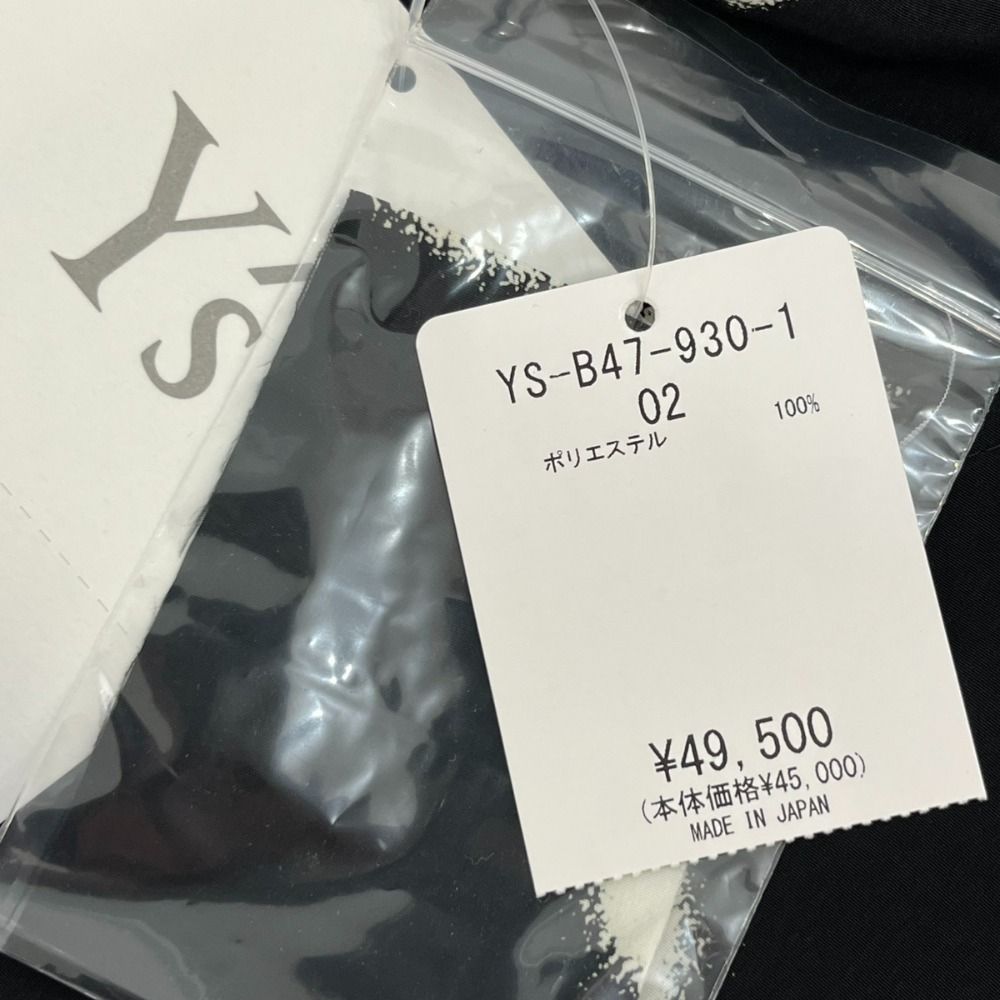 Y's
YS-B47-930-1
02
ポリエステル 100%
¥49,500
(本体価格¥45,000)
MADE IN JAPAN